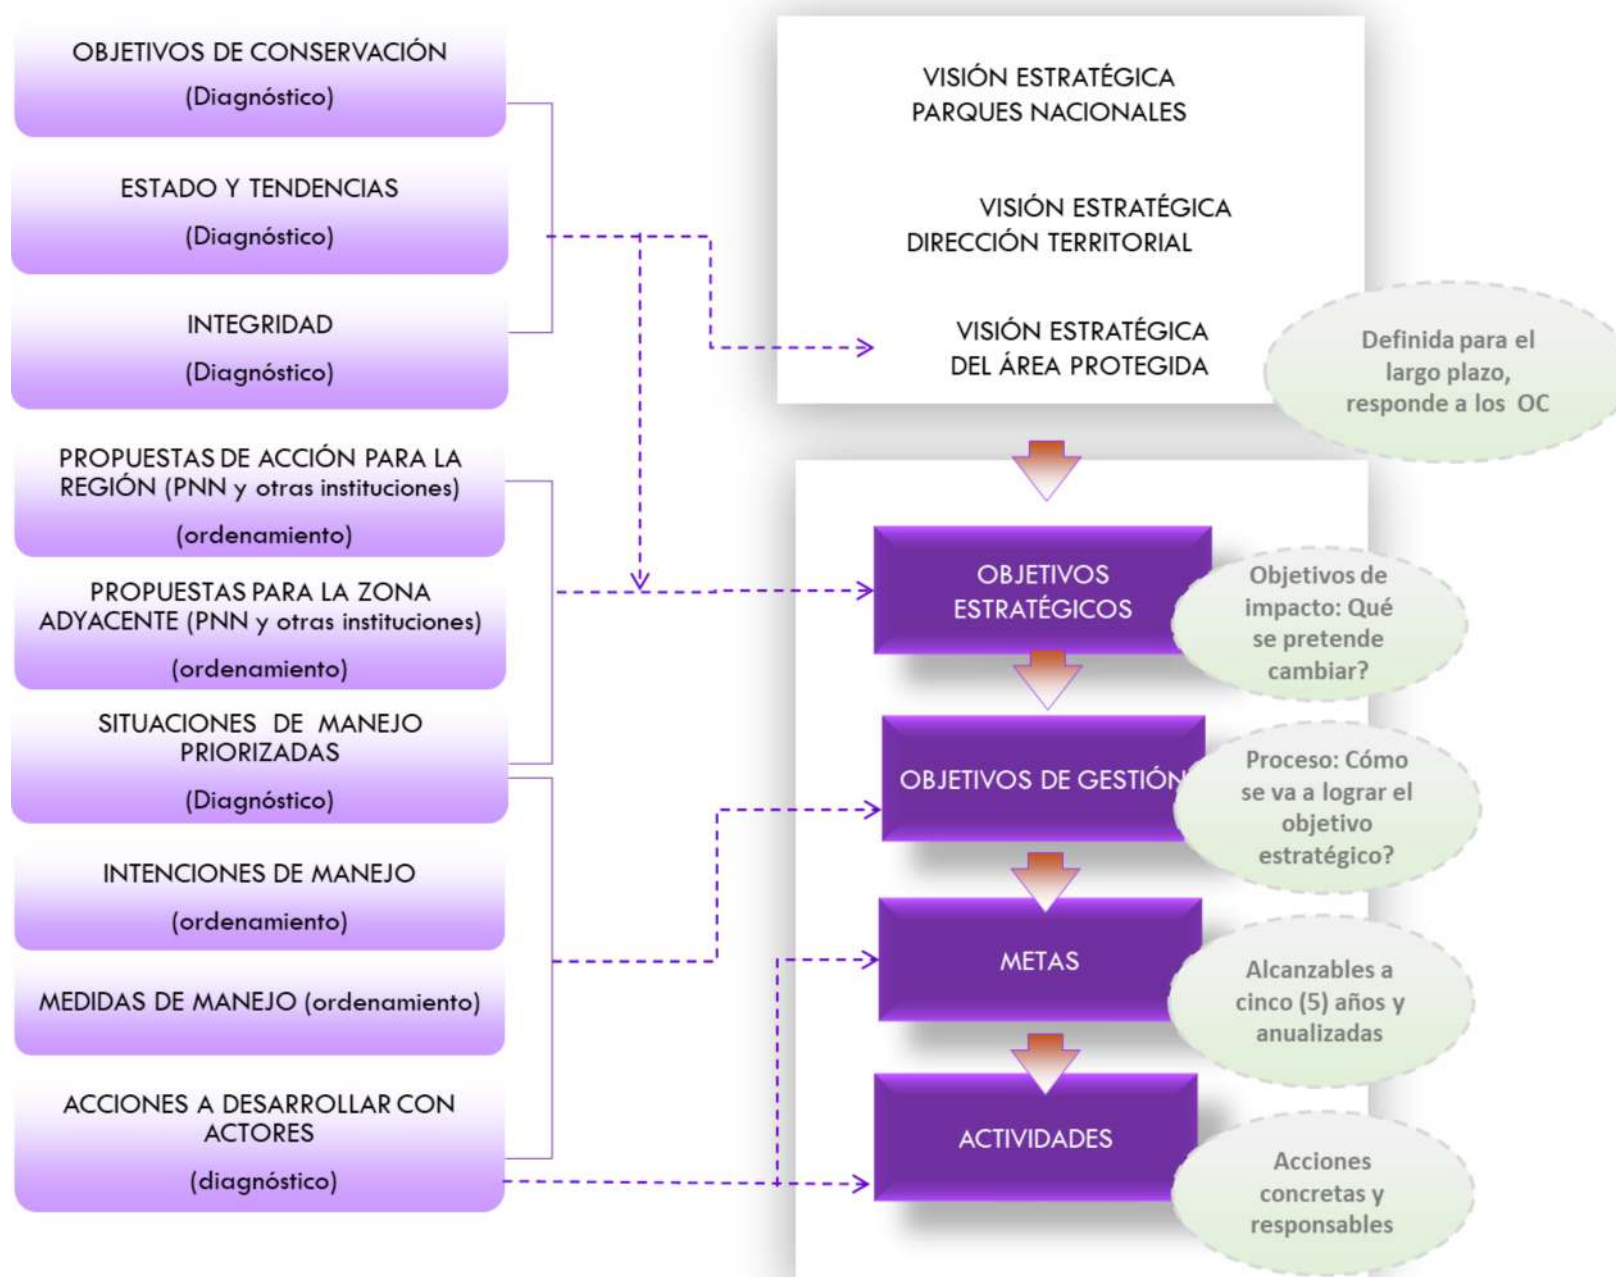 OBJETIVOS DE CONSERVACIÓN
(Diagnóstico)
ESTADO Y TENDENCIAS
(Diagnóstico)
INTEGRIDAD
(Diagnóstico)
PROPUESTAS DE ACCIÓN PARA LA
REGIÓN (PNN y otras instituciones)
(ordenamiento)
PROPUESTAS PARA LA ZONA
ADYACENTE (PNN y otras instituciones)
(ordenamiento)
SITUACIONES DE MANEJO
PRIORIZADAS
(Diagnóstico)
INTENCIONES DE MANEJO
(ordenamiento)
MEDIDAS DE MANEJO (ordenamiento)
ACCIONES A DESARROLLAR CON
ACTORES
(diagnóstico)
VISIÓN ESTRATÉGICA
PARQUES NACIONALES
VISIÓN ESTRATÉGICA
DIRECCIÓN TERRITORIAL
VISIÓN ESTRATÉGICA
DEL ÁREA PROTEGIDA
Definida para el
largo plazo,
responde a los OC
OBJETIVOS
ESTRATÉGICOS
Objetivos de
impacto: Qué
se pretende
cambiar?
OBJETIVOS DE GESTIÓN
Proceso: Cómo
se va a lograr el
objetivo
estratégico?
METAS
Alcanzables a
cinco (5) años y
anualizadas
ACTIVIDADES
Acciones
concretas y
responsables